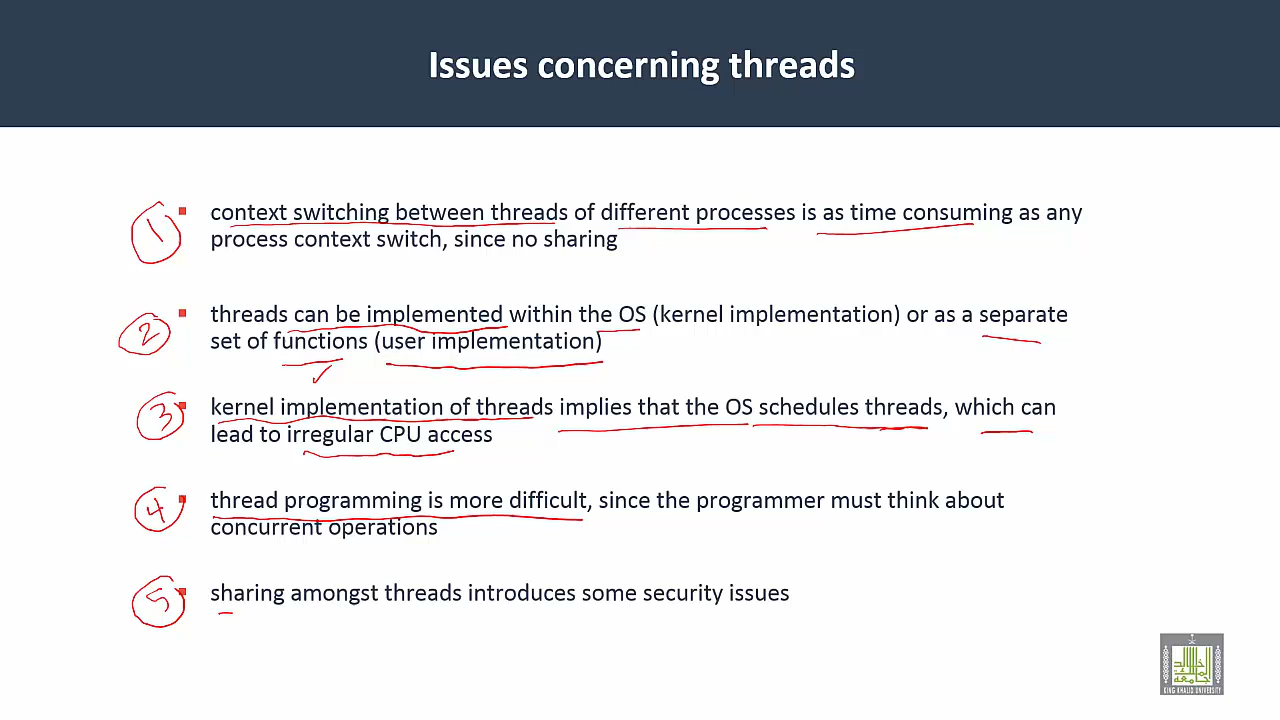 Issues concerning threads
1
context switching between threads of different processes is as time consuming as any
process context switch, since no sharing
2
threads can be implemented within the OS (kernel implementation) or as a separate
set of functions (user implementation)
3
kernel implementation of threads implies that the OS schedules threads, which can
lead to irregular CPU access
4
thread programming is more difficult, since the programmer must think about
concurrent operations
5
sharing amongst threads introduces some security issues
KING KHALID UNIVERSITY